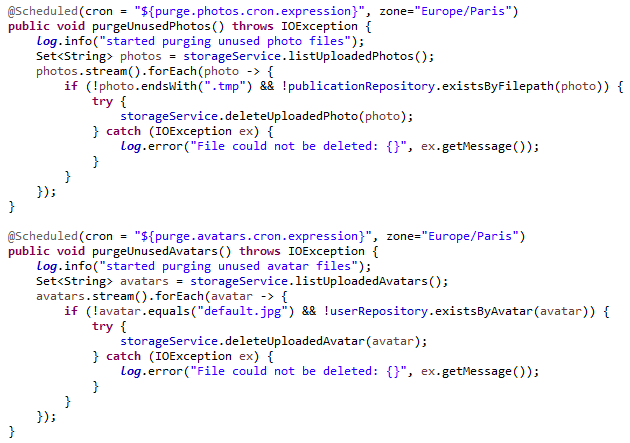 @Scheduled(cron = "${purge.photos.cron.expression}", zone="Europe/Paris")
public void purgeUnusedPhotos() throws IOException {
    log.info("started purging unused photo files");
    Set<String> photos = storageService.listUploadedPhotos();
    photos.stream().forEach(photo -> {
        if (!photo.endsWith(".tmp") && !publicationRepository.existsByFilepath(photo)) {
            try {
                storageService.deleteUploadedPhoto(photo);
            } catch (IOException ex) {
                log.error("File could not be deleted: {}", ex.getMessage());
            }
        }
    });
}

@Scheduled(cron = "${purge.avatars.cron.expression}", zone="Europe/Paris")
public void purgeUnusedAvatars() throws IOException {
    log.info("started purging unused avatar files");
    Set<String> avatars = storageService.listUploadedAvatars();
    avatars.stream().forEach(avatar -> {
        if (!avatar.equals("default.jpg") && !userRepository.existsByAvatar(avatar)) {
            try {
                storageService.deleteUploadedAvatar(avatar);
            } catch (IOException ex) {
                log.error("File could not be deleted: {}", ex.getMessage());
            }
        }
    });
}